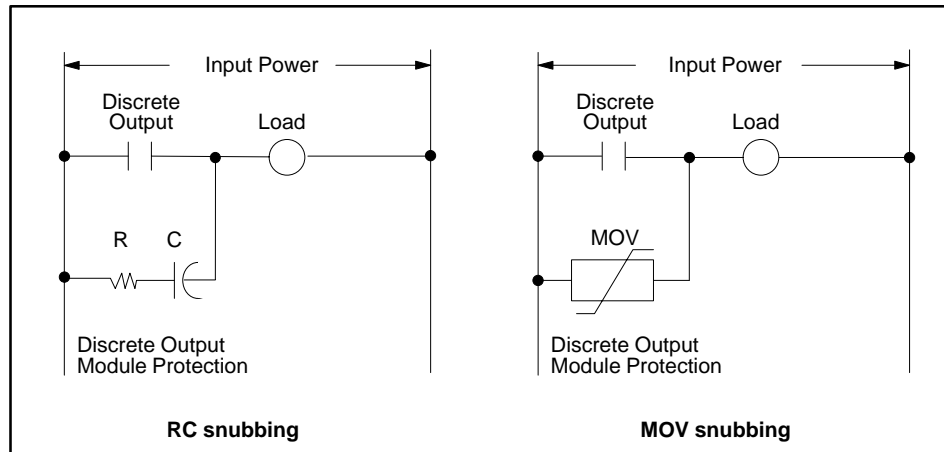 Input Power
Discrete
Output
Load
R
C
Discrete Output
Module Protection
RC snubbing
Input Power
Discrete
Output
Load
MOV
Discrete Output
Module Protection
MOV snubbing